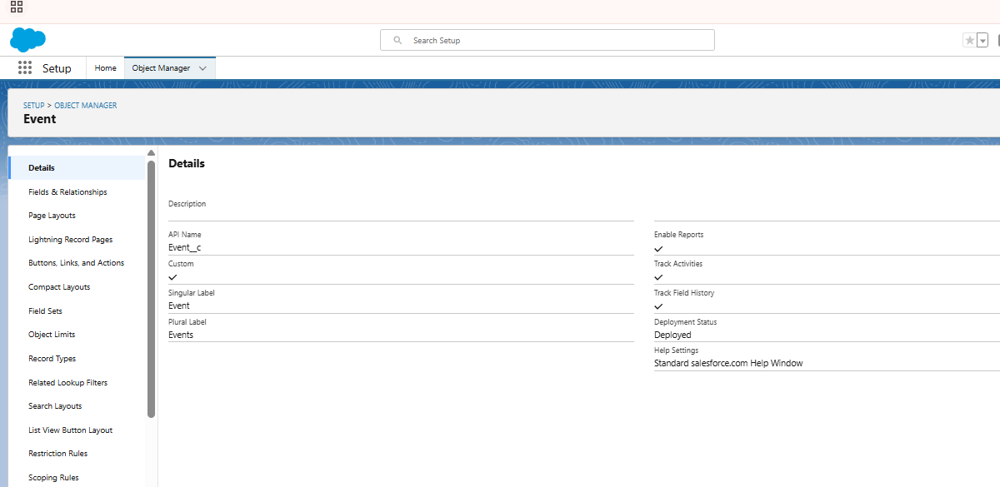 Search Setup
Setup
Home
Object Manager
SETUP > OBJECT MANAGER
Event
Details
Fields & Relationships
Page Layouts
Lightning Record Pages
Buttons, Links, and Actions
Compact Layouts
Field Sets
Object Limits
Record Types
Related Lookup Filters
Search Layouts
List View Button Layout
Restriction Rules
Scoping Rules
Details
Description
API Name
Event__c
Custom
Singular Label
Event
Plural Label
Events
Enable Reports
Track Activities
Track Field History
Deployment Status
Deployed
Help Settings
Standard salesforce.com Help Window